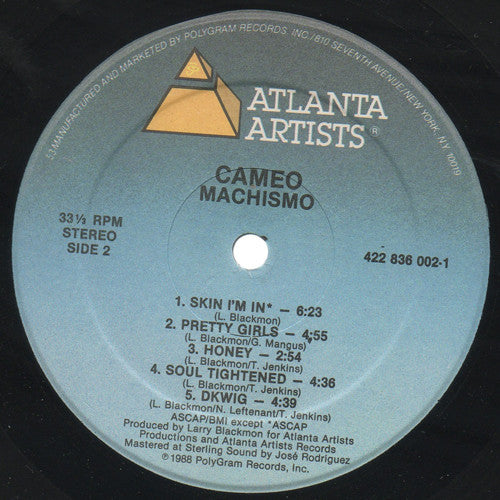 53 MANUFACTURED AND MARKETED BY POLYGRAM RECORDS, INC./810 SEVENTH AVENUE/NEW YORK, NY 10019
ATLANTA
ARTISTS®
CAMEO
MACHISMO
33⅓ RPM
STEREO
SIDE 2
422 836 002-1
1. SKIN I'M IN* — 6:23
(L. Blackmon)
2. PRETTY GIRLS — 4:55
(L. Blackmon/G. Mangus)
3. HONEY — 2:54
(L. Blackmon/T. Jenkins)
4. SOUL TIGHTENED — 4:36
(L. Blackmon/T. Jenkins)
5. DKWIG — 4:39
(L. Blackmon/N. Leftenant/T. Jenkins)
ASCAP/BMI except *ASCAP
Produced by Larry Blackmon for Atlanta Artists
Productions and Atlanta Artists Records
Mastered at Sterling Sound by José Rodriguez
℗1988 PolyGram Records, Inc.